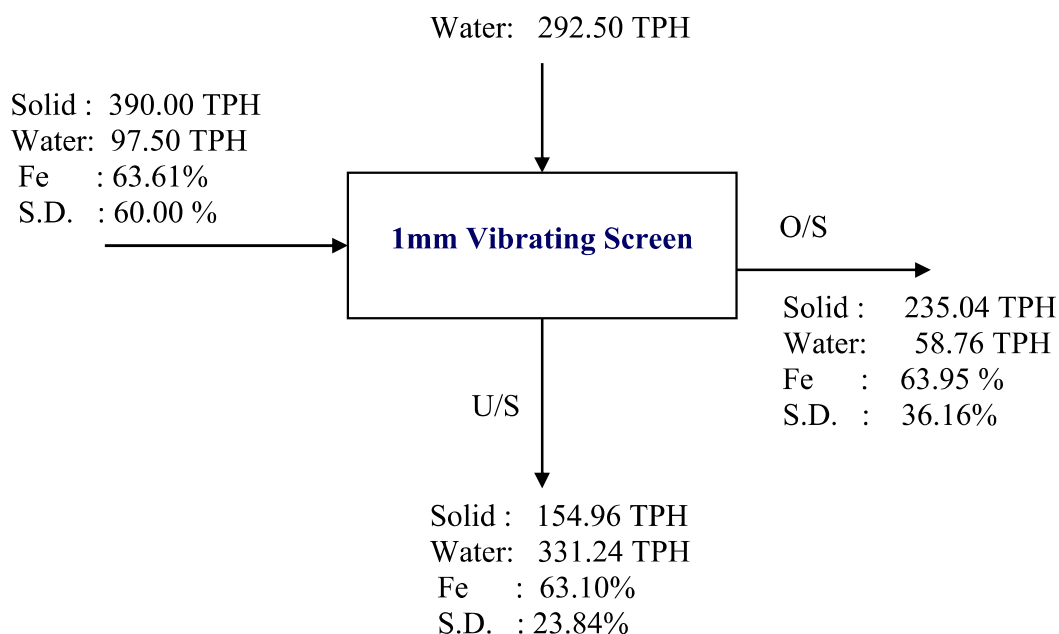 Water: 292.50 TPH
Solid : 390.00 TPH
Water: 97.50 TPH
Fe : 63.61%
S.D. : 60.00 %
1mm Vibrating Screen
O/S
Solid : 235.04 TPH
Water: 58.76 TPH
Fe : 63.95 %
S.D. : 36.16%
U/S
Solid : 154.96 TPH
Water: 331.24 TPH
Fe : 63.10%
S.D. : 23.84%